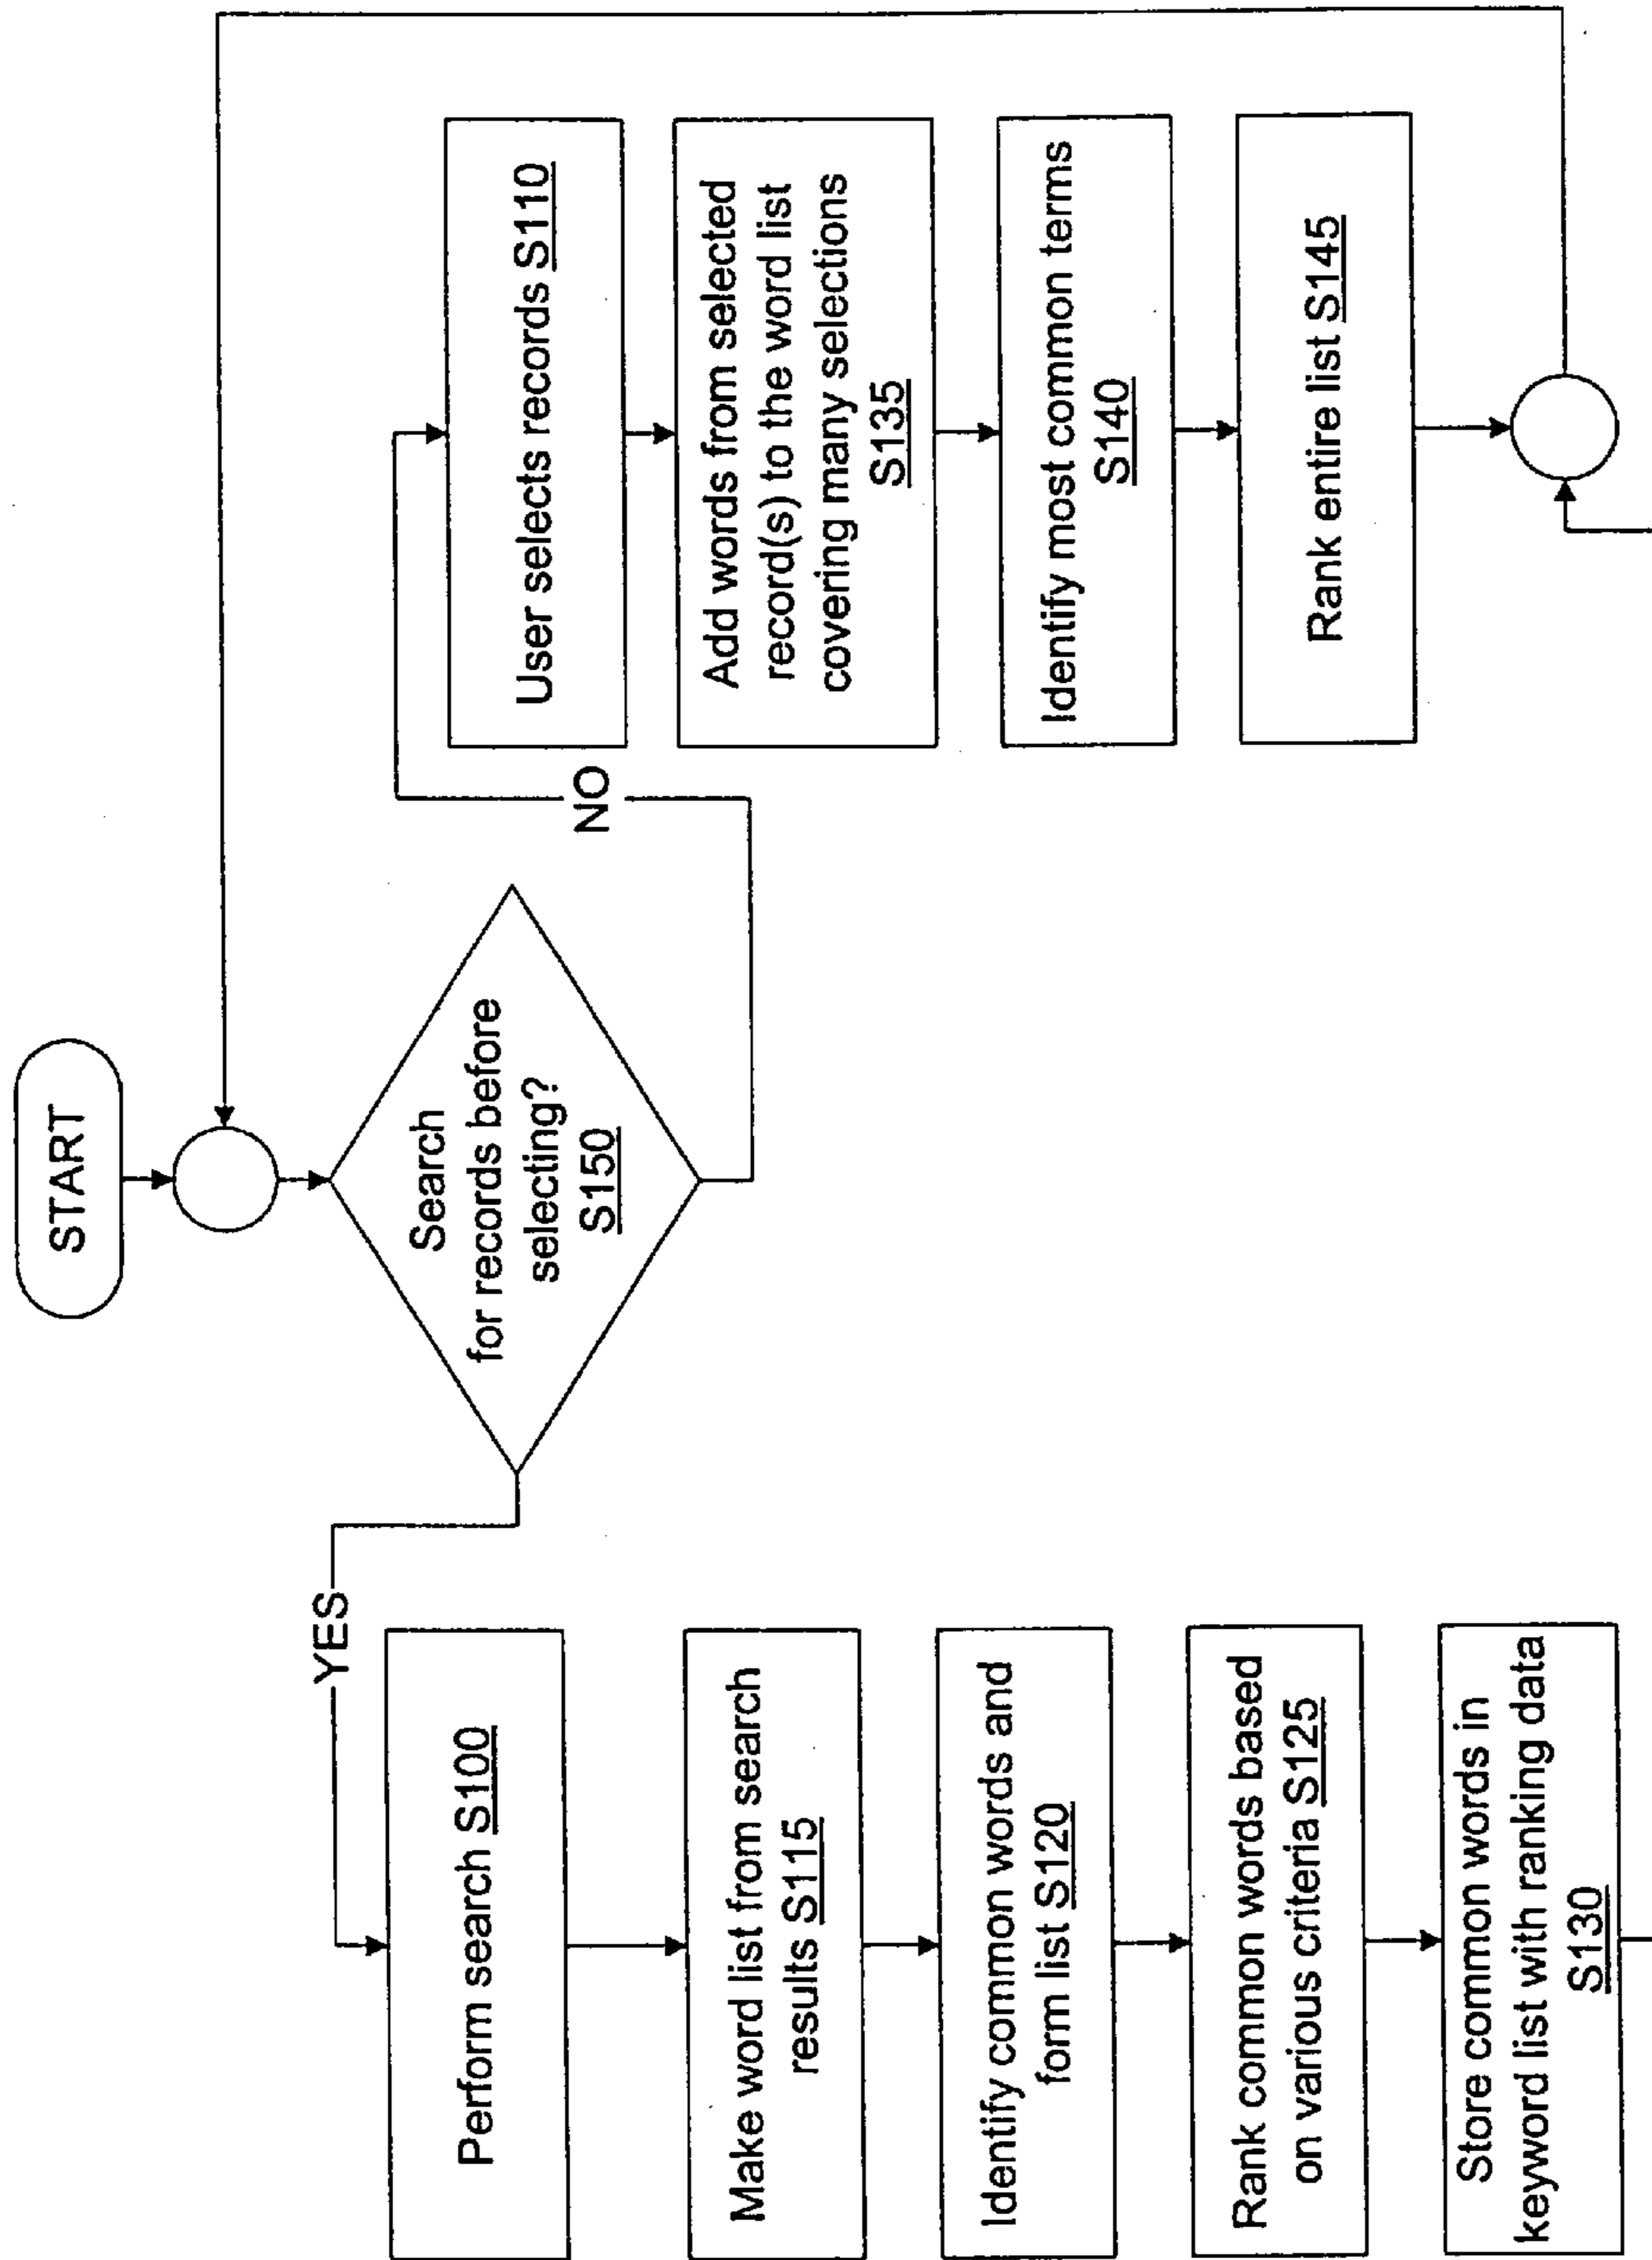 START
Search
for records before
selecting?
S150
YES
NO
Perform search S100
Make word list from search
results S115
Identify common words and
form list S120
Rank common words based
on various criteria S125
Store common words in
keyword list with ranking data
S130
User selects records S110
Add words from selected
record(s) to the word list
covering many selections
S135
Identify most common terms
S140
Rank entire list S145